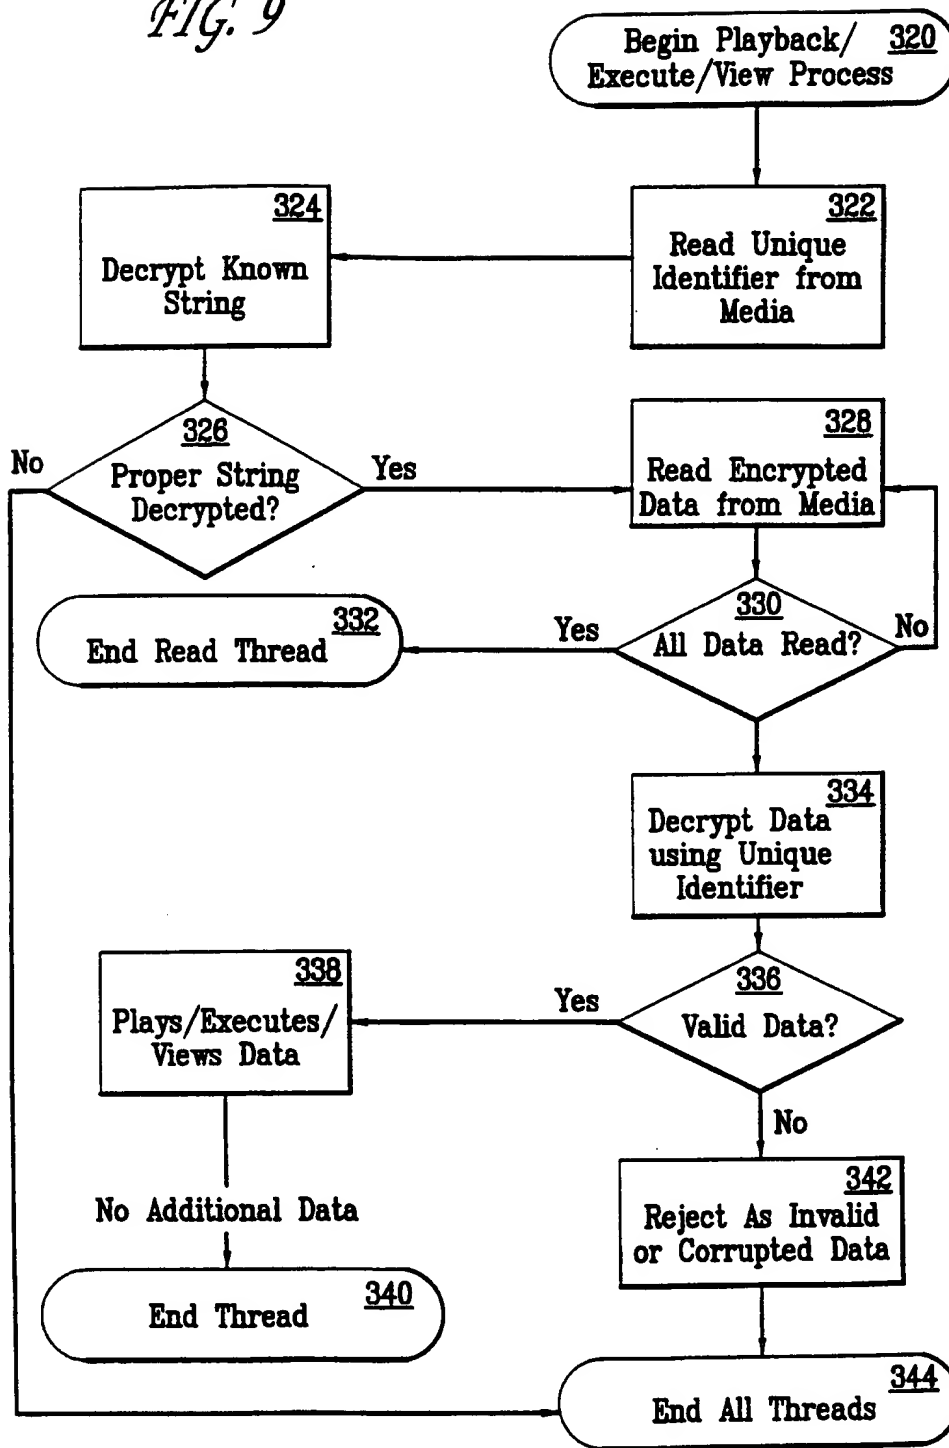 FIG. 9
Begin Playback/ 320
Execute/View Process
322
Read Unique
Identifier from
Media
324
Decrypt Known
String
326
Proper String
Decrypted?
No
Yes
328
Read Encrypted
Data from Media
330
All Data Read?
Yes
No
332
End Read Thread
334
Decrypt Data
using Unique
Identifier
336
Valid Data?
Yes
No
338
Plays/Executes/
Views Data
No Additional Data
340
End Thread
342
Reject As Invalid
or Corrupted Data
344
End All Threads